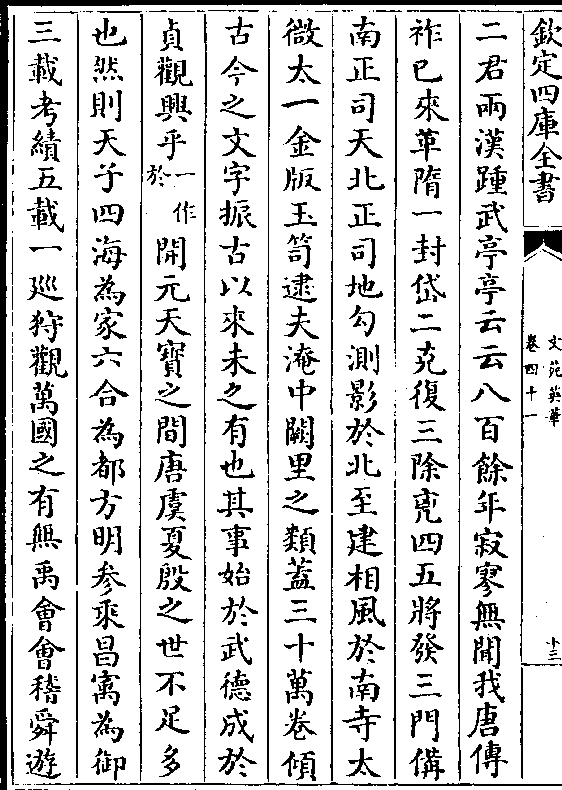 欽定四庫全書
文苑英華
卷四十一
十三
二君兩漢踵武亭亭云云八百餘年寂寥無聞我唐傳
祚已來革隋一封岱二克復三除兇四五將發三門備
南正司天北正司地勾測影於北至建相風於南寺太
微太一金版玉笥逮夫淹中闕里之類蓋三十萬卷傾
古今之文字振古以來未之有也其事始於武德成於
貞觀興乎一作於開元天寶之間唐虞夏殷之世不足多
也然則天子四海為家六合為都方明參乘昌寓為御
三載考績五載一廵狩觀萬國之有無禹會會稽舜遊